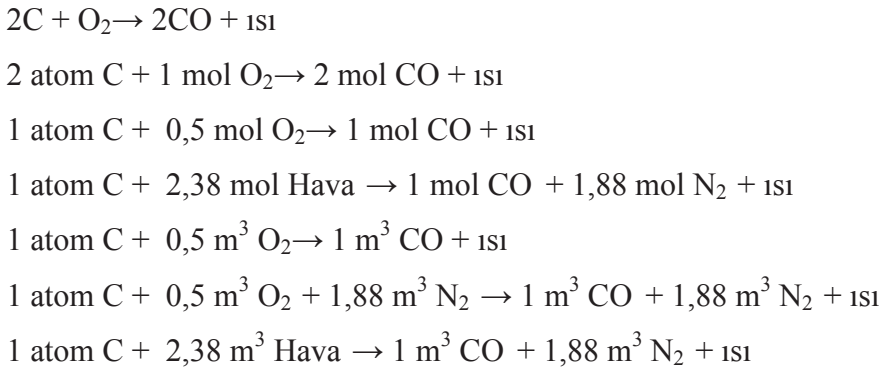 2C + O₂→ 2CO + ısı
2 atom C + 1 mol O₂→ 2 mol CO + ısı
1 atom C + 0,5 mol O₂→ 1 mol CO + ısı
1 atom C + 2,38 mol Hava → 1 mol CO + 1,88 mol N₂ + ısı
1 atom C + 0,5 m³ O₂→ 1 m³ CO + ısı
1 atom C + 0,5 m³ O₂ + 1,88 m³ N₂ → 1 m³ CO + 1,88 m³ N₂ + ısı
1 atom C + 2,38 m³ Hava → 1 m³ CO + 1,88 m³ N₂ + ısı